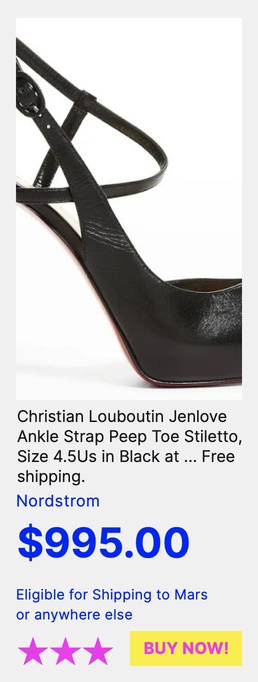 Christian Louboutin Jenlove
Ankle Strap Peep Toe Stiletto,
Size 4.5Us in Black at ... Free
shipping.
Nordstrom
$995.00
Eligible for Shipping to Mars
or anywhere else
BUY NOW!